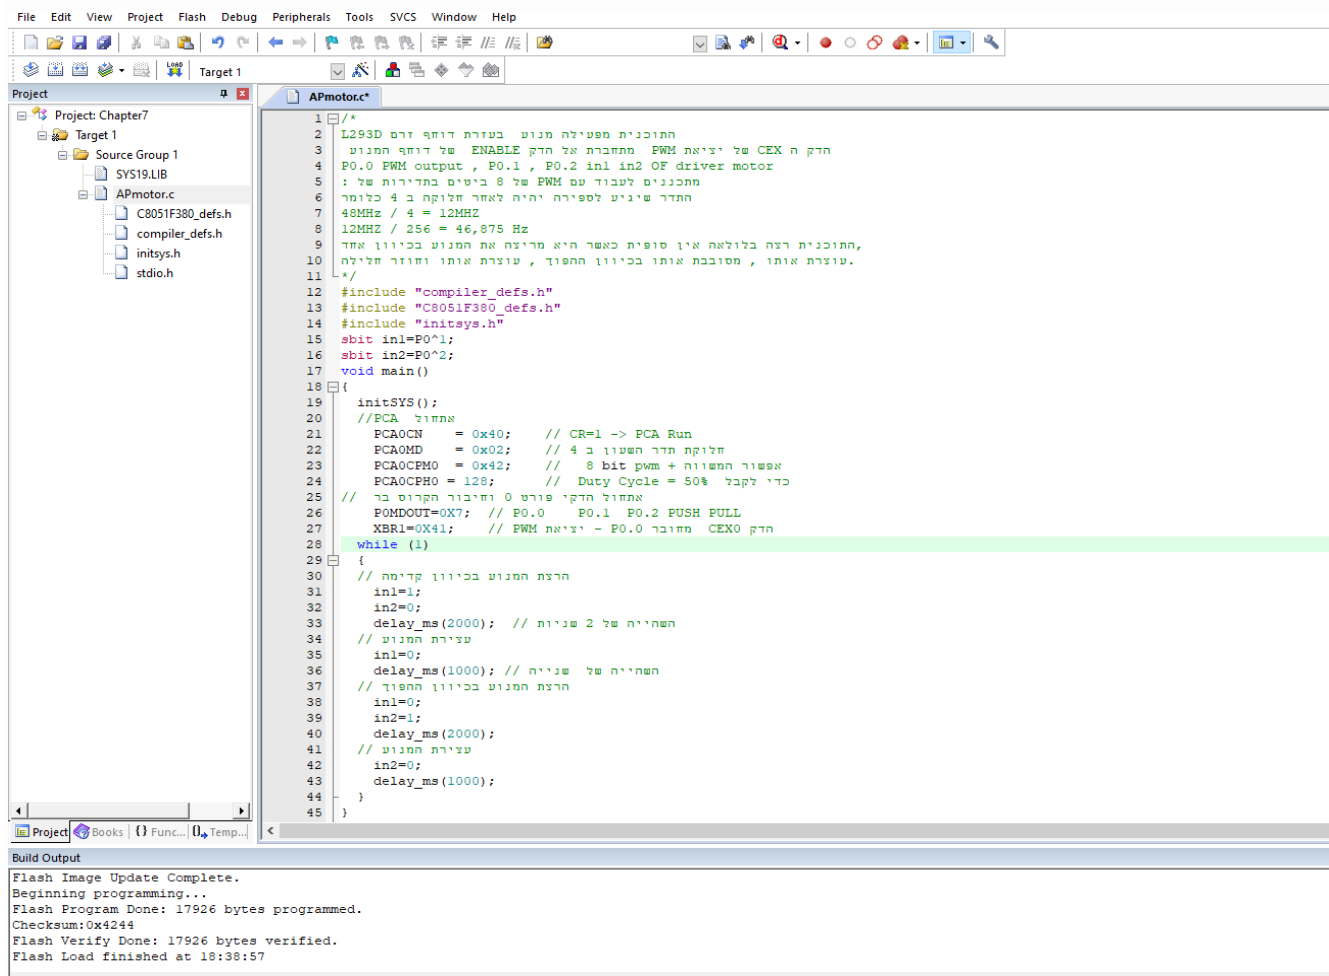 File Edit View Project Flash Debug Peripherals Tools SVCS Window Help
Target 1
Project
Project: Chapter7
Target 1
Source Group 1
SYS19.LIB
APmotor.c
C8051F380_defs.h
compiler_defs.h
initsys.h
stdio.h
Project Books {} Func... Temp...
APmotor.c*
1 /*
2 התוכנית מפעילה מנוע בעזרת דוחף זרם L293D
3 הדק ה CEX של יציאת PWM מתחברת אל הדק ENABLE של דוחף המנוע
4 P0.0 PWM output , P0.1 , P0.2 in1 in2 OF driver motor
5 מתכננים לעבוד עם PWM של 8 ביטים בתדירות של :
6 התדר שיגיע לספירה יהיה לאחר חלוקה ב 4 כלומר
7 48MHz / 4 = 12MHZ
8 12MHZ / 256 = 46,875 Hz
9 התוכנית רצה בלולאה אין סופית כאשר היא מריצה את המנוע בכיוון אחד,
10 עוצרת אותו , מסובבת אותו בכיוון ההפוך , עוצרת אותו וחוזר חלילה.
11 */
12 #include "compiler_defs.h"
13 #include "C8051F380_defs.h"
14 #include "initsys.h"
15 sbit in1=P0^1;
16 sbit in2=P0^2;
17 void main()
18 {
19 initSYS();
20 //PCA אתחול
21 PCA0CN = 0x40; // CR=1 -> PCA Run
22 PCA0MD = 0x02; // חלוקת תדר השעון ב 4
23 PCA0CPM0 = 0x42; // אפשור המשווה + 8 bit pwm
24 PCA0CPH0 = 128; // כדי לקבל Duty Cycle = 50%
25 // אתחול הדקי פורט 0 וחיבור הקרוס בר
26 P0MDOUT=0X7; // P0.0 P0.1 P0.2 PUSH PULL
27 XBR1=0X41; // הדק CEX0 מחובר P0.0 - יציאת PWM
28 while (1)
29 {
30 // הרצת המנוע בכיוון קדימה
31 in1=1;
32 in2=0;
33 delay_ms(2000); // השהייה של 2 שניות
34 // עצירת המנוע
35 in1=0;
36 delay_ms(1000); // השהייה של שנייה
37 // הרצת המנוע בכיוון ההפוך
38 in1=0;
39 in2=1;
40 delay_ms(2000);
41 // עצירת המנוע
42 in2=0;
43 delay_ms(1000);
44 }
45 }
Build Output
Flash Image Update Complete.
Beginning programming...
Flash Program Done: 17926 bytes programmed.
Checksum:0x4244
Flash Verify Done: 17926 bytes verified.
Flash Load finished at 18:38:57